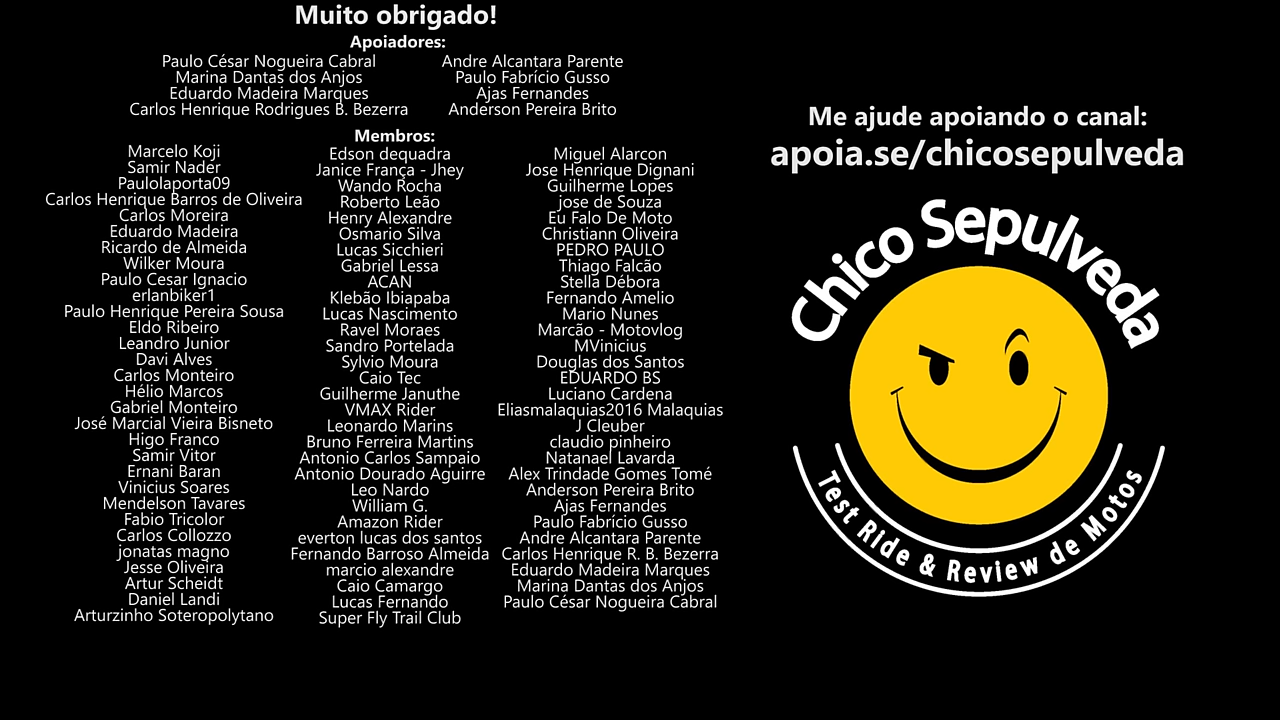 Muito obrigado!
Apoiadores:
Paulo César Nogueira Cabral
Marina Dantas dos Anjos
Eduardo Madeira Marques
Carlos Henrique Rodrigues B. Bezerra
Andre Alcantara Parente
Paulo Fabrício Gusso
Ajas Fernandes
Anderson Pereira Brito
Membros:
Marcelo Koji
Samir Nader
Paulolaporta09
Carlos Henrique Barros de Oliveira
Carlos Moreira
Eduardo Madeira
Ricardo de Almeida
Wilker Moura
Paulo Cesar Ignacio
erlanbiker1
Paulo Henrique Pereira Sousa
Eldo Ribeiro
Leandro Junior
Davi Alves
Carlos Monteiro
Hélio Marcos
Gabriel Monteiro
José Marcial Vieira Bisneto
Higo Franco
Samir Vitor
Ernani Baran
Vinicius Soares
Mendelson Tavares
Fabio Tricolor
Carlos Collozzo
jonatas magno
Jesse Oliveira
Artur Scheidt
Daniel Landi
Arturzinho Soteropolytano
Edson dequadra
Janice França - Jhey
Wando Rocha
Roberto Leão
Henry Alexandre
Osmario Silva
Lucas Sicchieri
Gabriel Lessa
ACAN
Klebão Ibiapaba
Lucas Nascimento
Ravel Moraes
Sandro Portelada
Sylvio Moura
Caio Tec
Guilherme Januthe
VMAX Rider
Leonardo Marins
Bruno Ferreira Martins
Antonio Carlos Sampaio
Antonio Dourado Aguirre
Leo Nardo
William G.
Amazon Rider
everton lucas dos santos
Fernando Barroso Almeida
marcio alexandre
Caio Camargo
Lucas Fernando
Super Fly Trail Club
Miguel Alarcon
Jose Henrique Dignani
Guilherme Lopes
jose de Souza
Eu Falo De Moto
Christiann Oliveira
PEDRO PAULO
Thiago Falcão
Stella Débora
Fernando Amelio
Mario Nunes
Marcão - Motovlog
MVinicius
Douglas dos Santos
EDUARDO BS
Luciano Cardena
Eliasmalaquias2016 Malaquias
J Cleuber
claudio pinheiro
Natanael Lavarda
Alex Trindade Gomes Tomé
Anderson Pereira Brito
Ajas Fernandes
Paulo Fabrício Gusso
Andre Alcantara Parente
Carlos Henrique R. B. Bezerra
Eduardo Madeira Marques
Marina Dantas dos Anjos
Paulo César Nogueira Cabral
Me ajude apoiando o canal:
apoia.se/chicosepulveda
Chico Sepulveda
Test Ride & Review de Motos